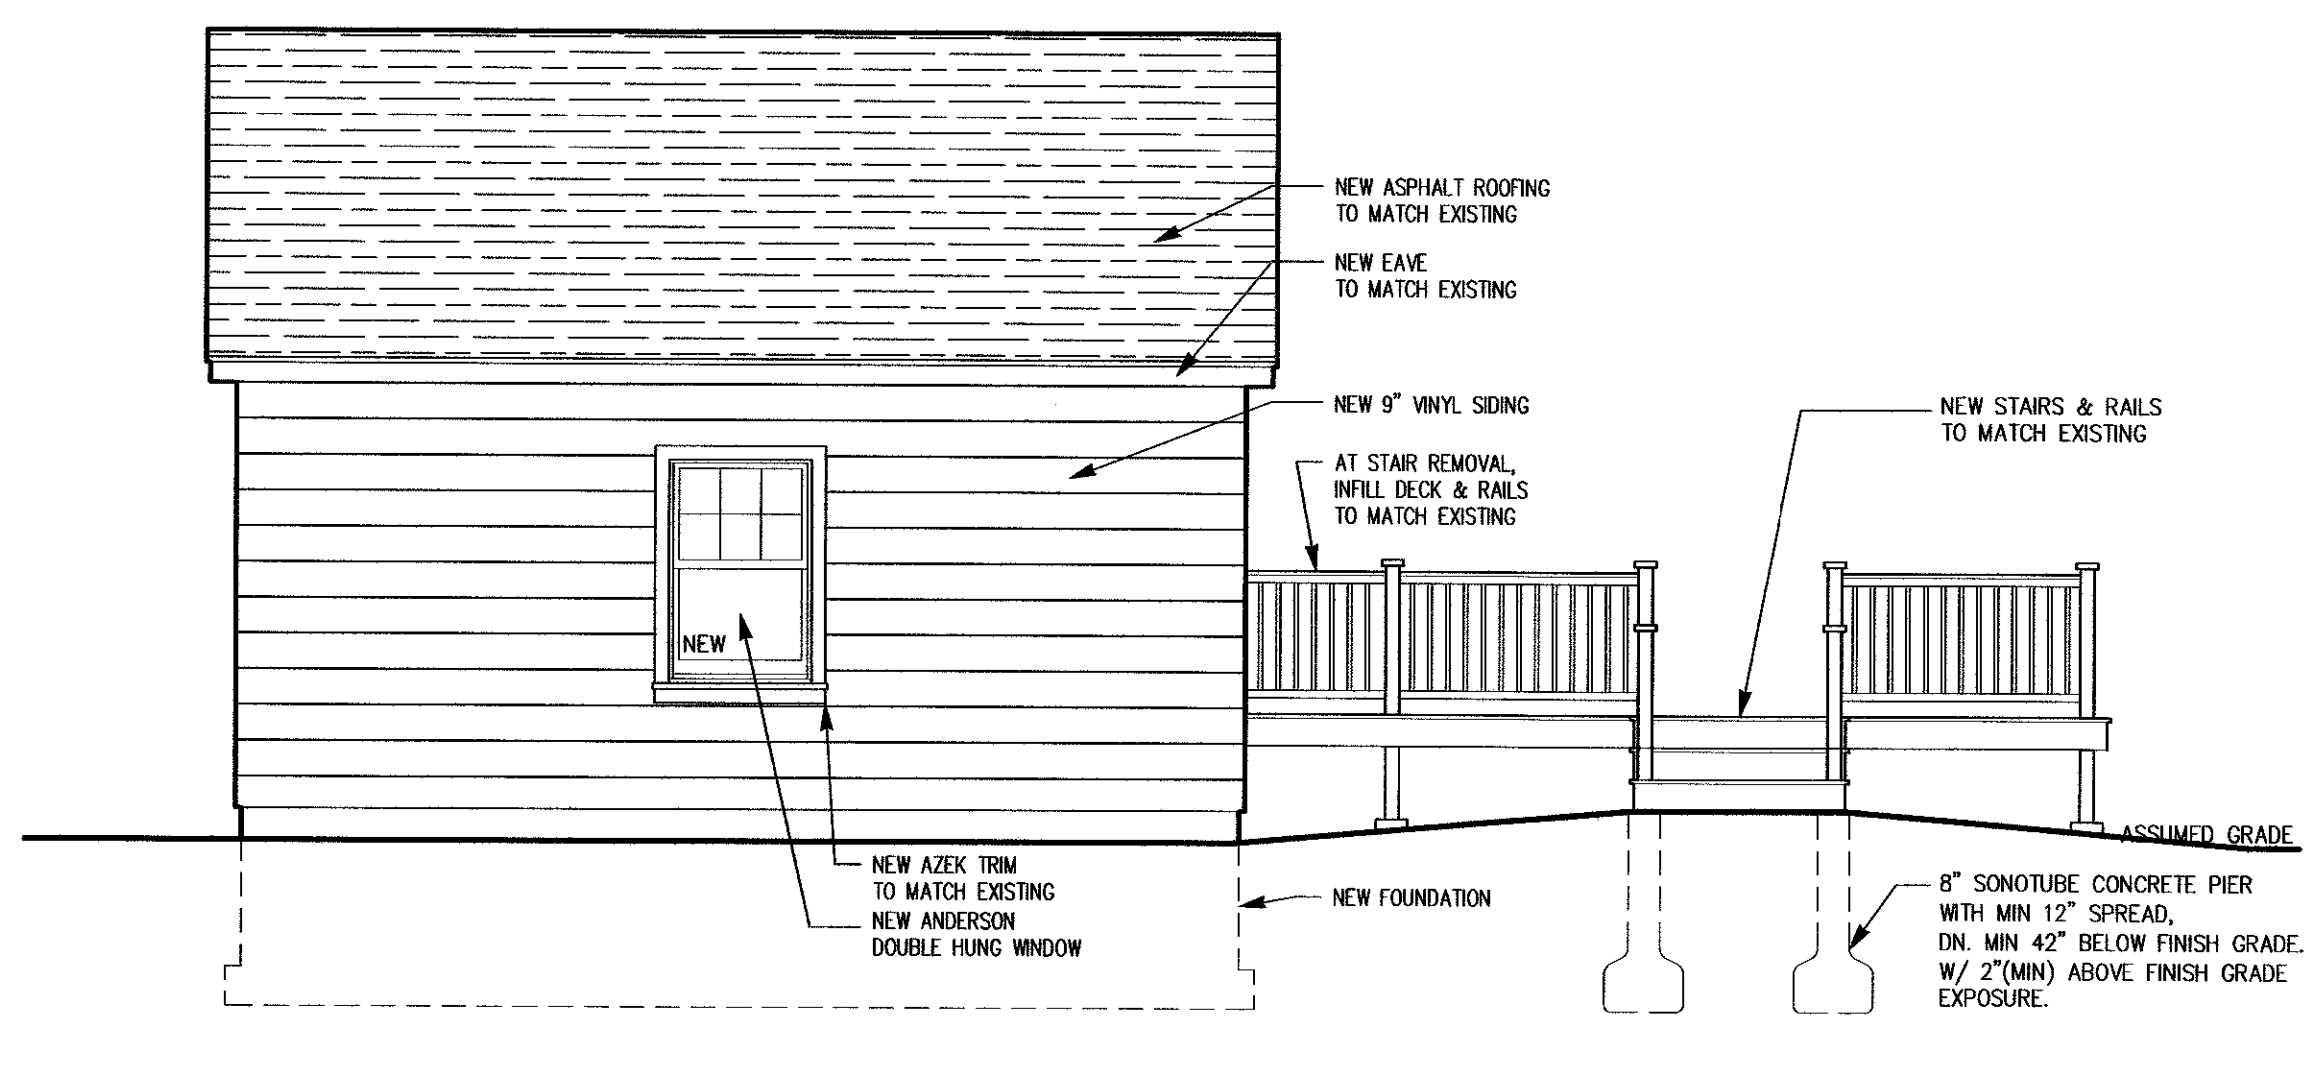 NEW ASPHALT ROOFING
TO MATCH EXISTING
NEW EAVE
TO MATCH EXISTING
NEW 9" VINYL SIDING
NEW STAIRS & RAILS
TO MATCH EXISTING
AT STAIR REMOVAL,
INFILL DECK & RAILS
TO MATCH EXISTING
NEW
ASSUMED GRADE
NEW AZEK TRIM
TO MATCH EXISTING
NEW ANDERSON
DOUBLE HUNG WINDOW
NEW FOUNDATION
8" SONOTUBE CONCRETE PIER
WITH MIN 12" SPREAD,
DN. MIN 42" BELOW FINISH GRADE.
W/ 2"(MIN) ABOVE FINISH GRADE
EXPOSURE.